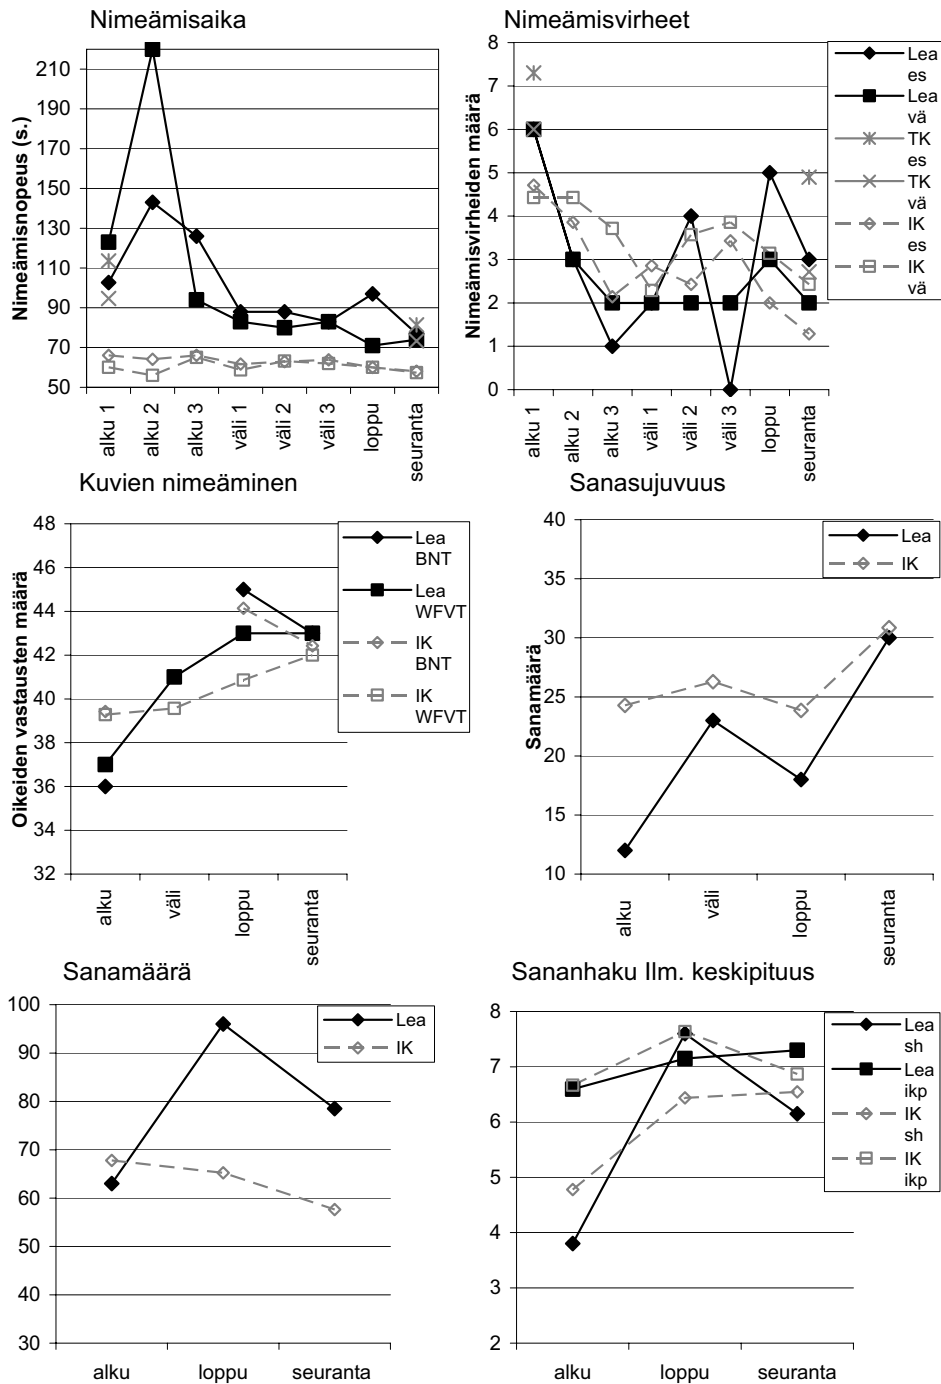 Nimeämisaika
Nimeämisnopeus (s.)
210
190
170
150
130
110
90
70
50
alku 1
alku 2
alku 3
väli 1
väli 2
väli 3
loppu
seuranta
Nimeämisvirheet
Nimeämisvirheiden määrä
8
7
6
5
4
3
2
1
0
alku 1
alku 2
alku 3
väli 1
väli 2
väli 3
loppu
seuranta
Lea
es
Lea
vä
TK
es
TK
vä
IK
es
IK
vä
Kuvien nimeäminen
Oikeiden vastausten määrä
48
46
44
42
40
38
36
34
32
alku
väli
loppu
seuranta
Lea
BNT
Lea
WFVT
IK
BNT
IK
WFVT
Sanasujuvuus
Sanamäärä
40
35
30
25
20
15
10
alku
väli
loppu
seuranta
Lea
IK
Sanamäärä
100
90
80
70
60
50
40
30
alku loppu seuranta
Lea
IK
Sananhaku Ilm. keskipituus
8
7
6
5
4
3
2
alku loppu seuranta
Lea
sh
Lea
ikp
IK
sh
IK
ikp